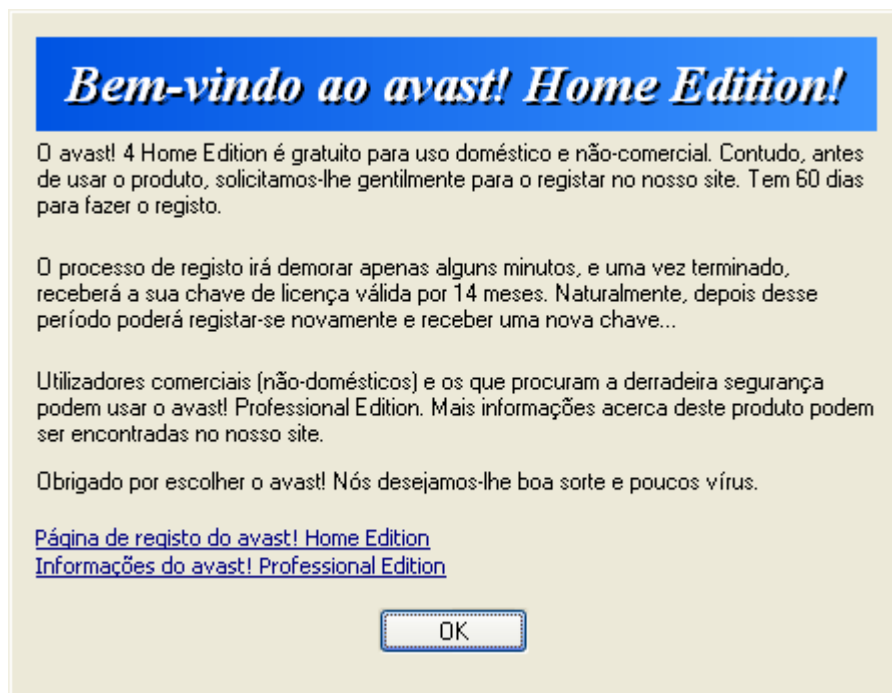 Bem-vindo ao avast! Home Edition!
O avast! 4 Home Edition é gratuito para uso doméstico e não-comercial. Contudo, antes
de usar o produto, solicitamos-lhe gentilmente para o registar no nosso site. Tem 60 dias
para fazer o registo.
O processo de registo irá demorar apenas alguns minutos, e uma vez terminado,
receberá a sua chave de licença válida por 14 meses. Naturalmente, depois desse
período poderá registar-se novamente e receber uma nova chave...
Utilizadores comerciais (não-domésticos) e os que procuram a derradeira segurança
podem usar o avast! Professional Edition. Mais informações acerca deste produto podem
ser encontradas no nosso site.
Obrigado por escolher o avast! Nós desejamos-lhe boa sorte e poucos vírus.
Página de registo do avast! Home Edition
Informações do avast! Professional Edition
OK